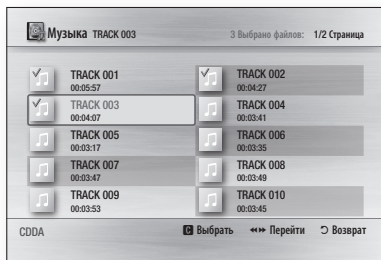 Музыка TRACK 003 3 Выбрано файлов: 1/2 Страница
TRACK 001
00:05:57
TRACK 002
00:04:27
TRACK 003
00:04:07
TRACK 004
00:03:41
TRACK 005
00:03:17
TRACK 006
00:03:35
TRACK 007
00:03:47
TRACK 008
00:03:49
TRACK 009
00:03:53
TRACK 010
00:03:45
CDDA C Выбрать ◄◄►► Перейти Возврат